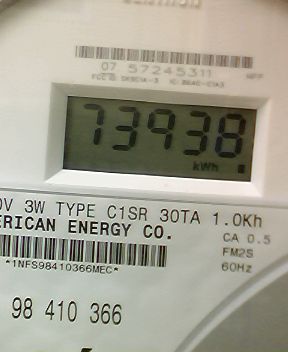 07 57245311
73938
kWh
0V 3W TYPE C1SR 30TA 1.0Kh
ERICAN ENERGY CO.
CA 0.5
FM2S
60Hz
*1NFS98410366MEC*
98 410 366